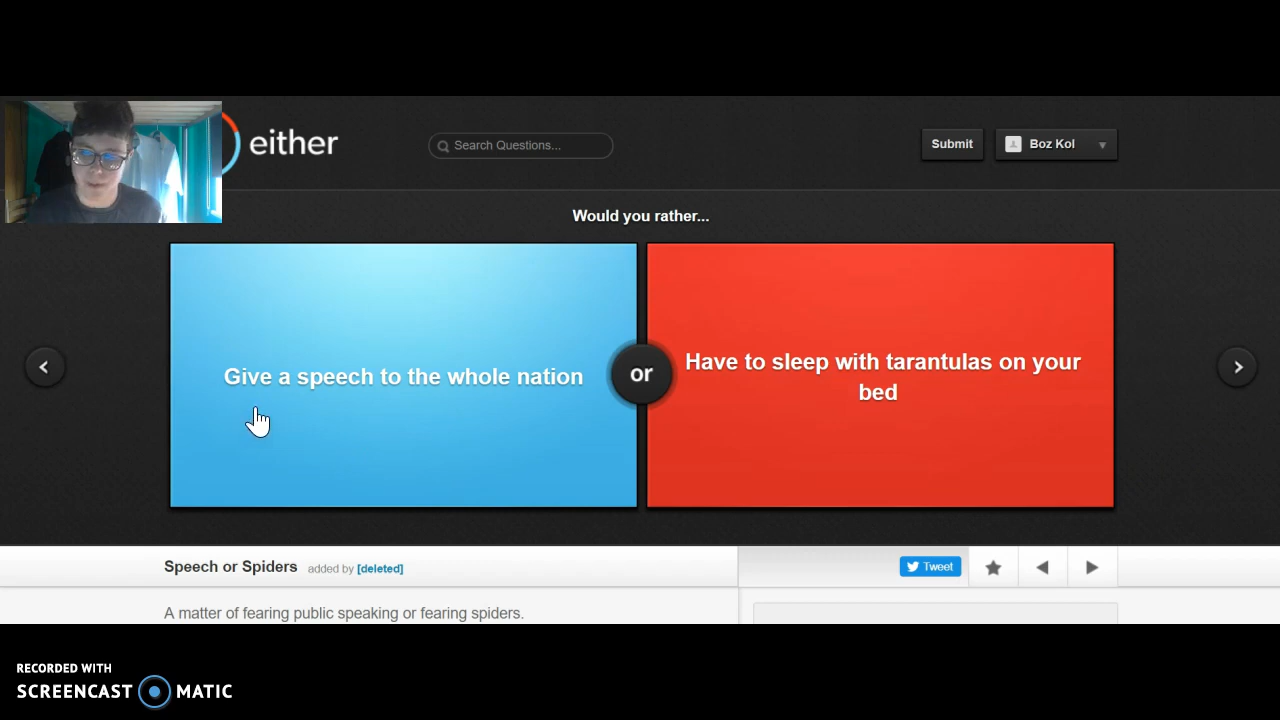 either
Search Questions...
Submit
Boz Kol
Would you rather...
Give a speech to the whole nation
or
Have to sleep with tarantulas on your
bed
Speech or Spiders added by [deleted]
Tweet
A matter of fearing public speaking or fearing spiders.
RECORDED WITH
SCREENCAST MATIC